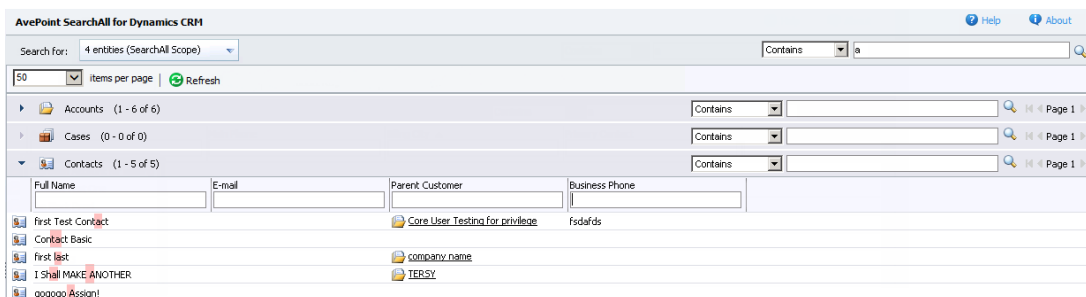 AvePoint SearchAll for Dynamics CRM Help About
Search for: 4 entities (SearchAll Scope) Contains a
50 items per page | Refresh
Accounts (1 - 6 of 6) Contains Page 1
Cases (0 - 0 of 0) Contains Page 1
Contacts (1 - 5 of 5) Contains Page 1
Full Name E-mail Parent Customer Business Phone
first Test Contact Core User Testing for privilege fsdafds
Contact Basic
first last company name
I Shall MAKE ANOTHER TERSY
gogogo Assign!